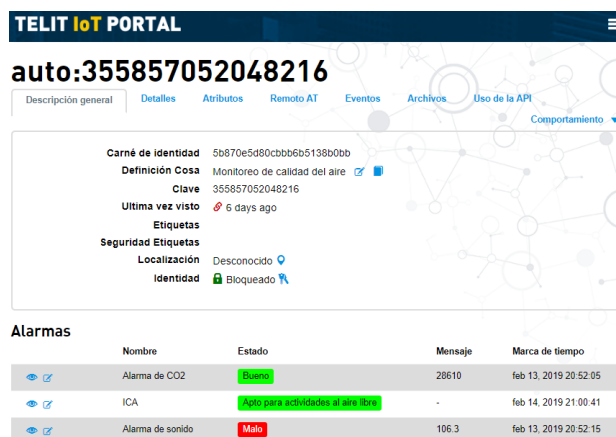 TELIT IoT PORTAL
auto:355857052048216
Descripción general Detalles Atributos Remoto AT Eventos Archivos Uso de la API
Comportamiento
Carné de identidad 5b870e5d80cbbb6b5138b0bb
Definición Cosa Monitoreo de calidad del aire
Clave 355857052048216
Ultima vez visto 6 days ago
Etiquetas
Seguridad Etiquetas
Localización Desconocido
Identidad Bloqueado
Alarmas
Nombre Estado Mensaje Marca de tiempo
Alarma de CO2 Bueno 28610 feb 13, 2019 20:52:05
ICA Apto para actividades al aire libre - feb 14, 2019 21:00:41
Alarma de sonido Malo 106.3 feb 13, 2019 20:52:15